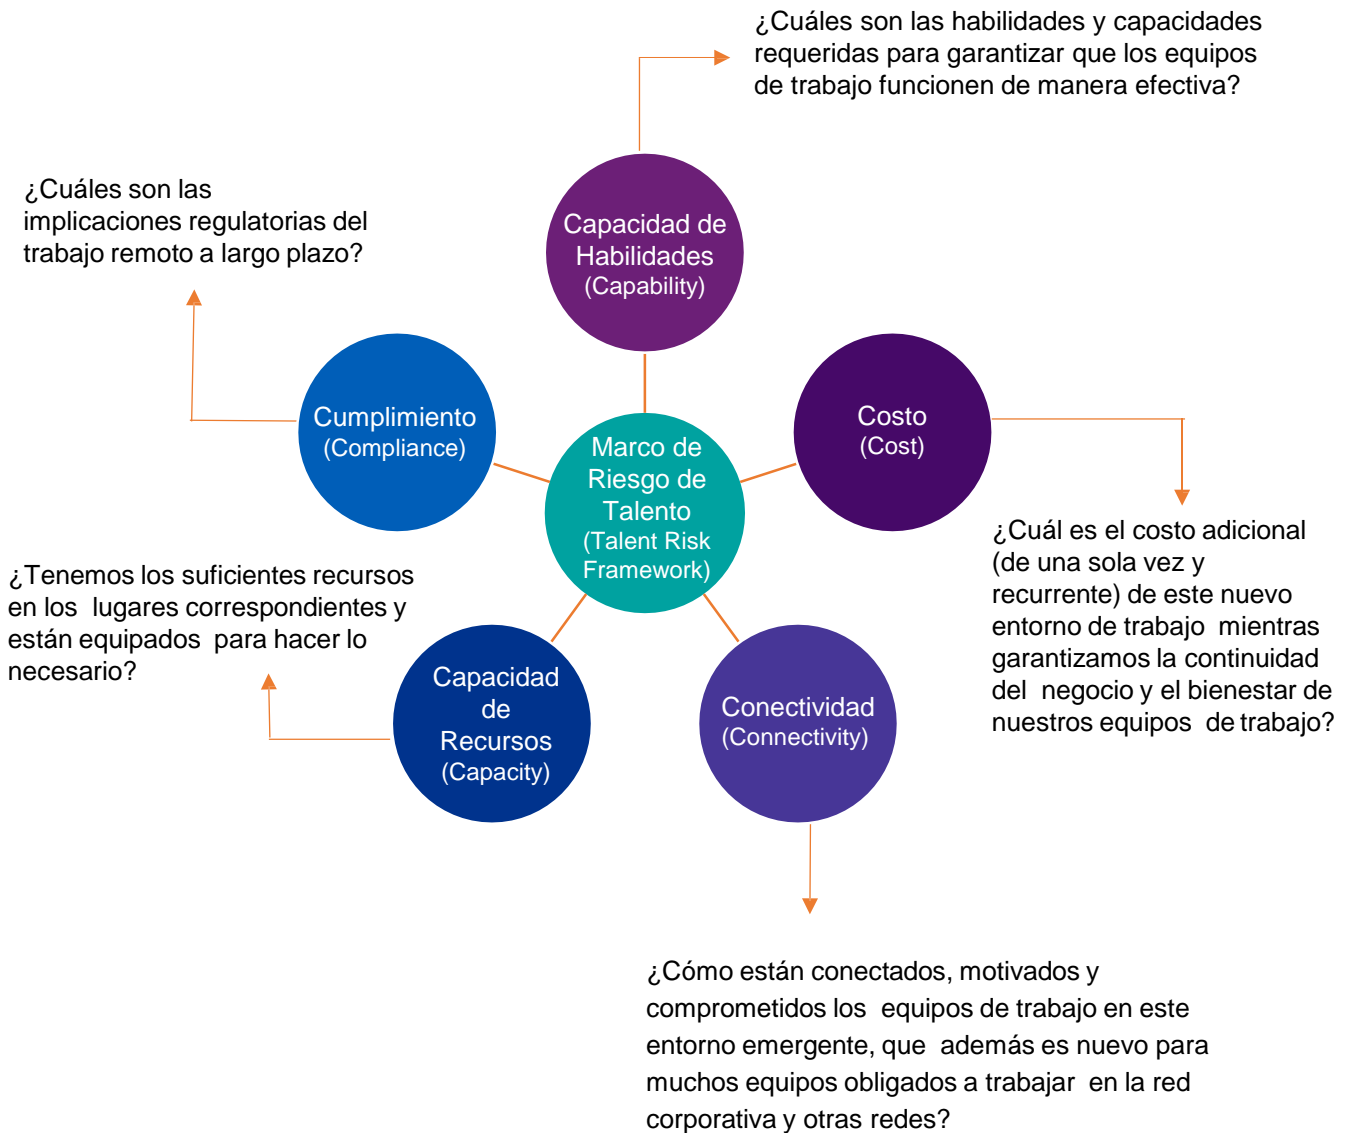 ¿Cuáles son las habilidades y capacidades
requeridas para garantizar que los equipos
de trabajo funcionen de manera efectiva?
¿Cuáles son las
implicaciones regulatorias del
trabajo remoto a largo plazo?
Capacidad de
Habilidades
(Capability)
Cumplimiento
(Compliance)
Costo
(Cost)
Marco de
Riesgo de
Talento
(Talent Risk
Framework)
¿Cuál es el costo adicional
(de una sola vez y
recurrente) de este nuevo
entorno de trabajo mientras
garantizamos la continuidad
del negocio y el bienestar de
nuestros equipos de trabajo?
¿Tenemos los suficientes recursos
en los lugares correspondientes y
están equipados para hacer lo
necesario?
Capacidad
de
Recursos
(Capacity)
Conectividad
(Connectivity)
¿Cómo están conectados, motivados y
comprometidos los equipos de trabajo en este
entorno emergente, que además es nuevo para
muchos equipos obligados a trabajar en la red
corporativa y otras redes?